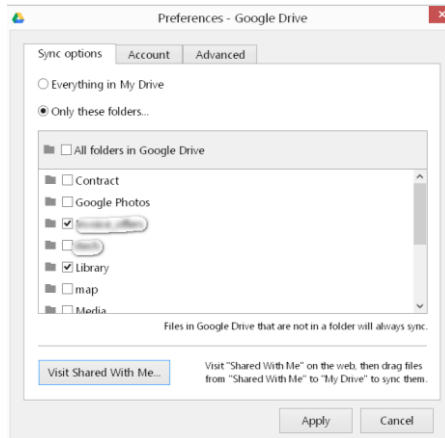 Preferences - Google Drive
Sync options
Account
Advanced
Everything in My Drive
Only these folders...
All folders in Google Drive
Contract
Google Photos
Library
map
Media
Files in Google Drive that are not in a folder will always sync.
Visit Shared With Me...
Visit "Shared With Me" on the web, then drag files
from "Shared With Me" to "My Drive" to sync them.
Apply
Cancel